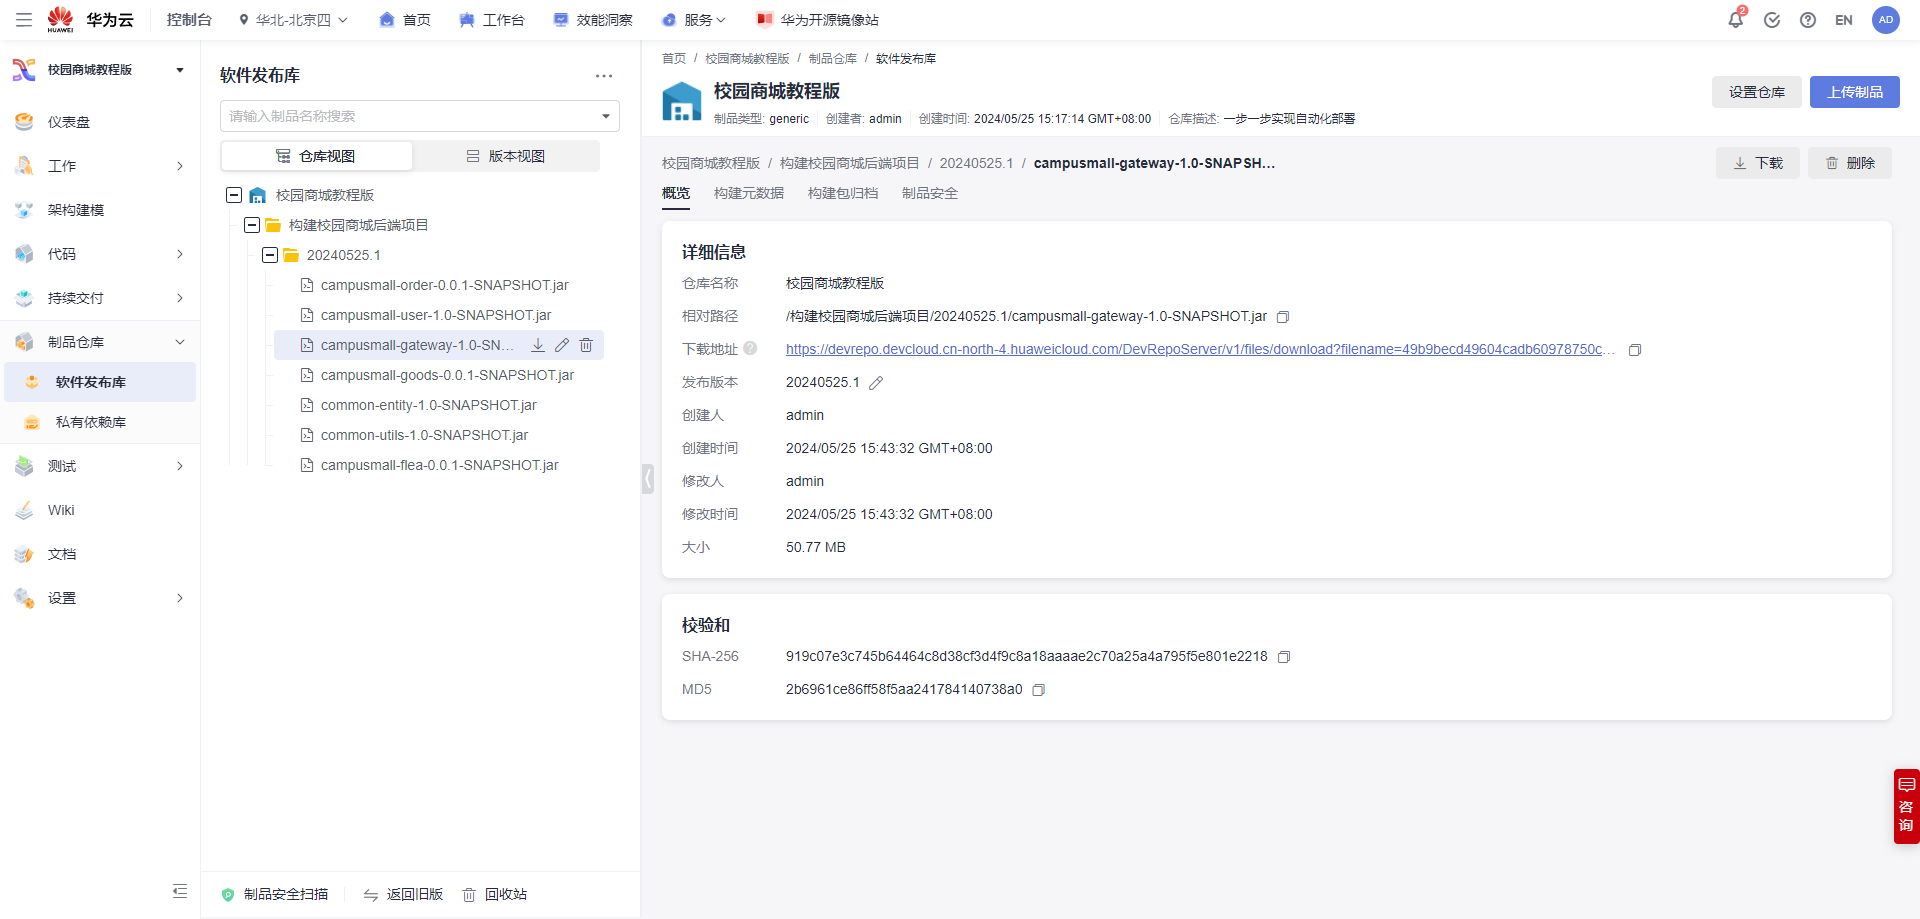 HUAWEI
华为云
控制台
华北-北京四
首页
工作台
效能洞察
服务
华为开源镜像站
2
EN
AD
校园商城教程版
仪表盘
工作
架构建模
代码
持续交付
制品仓库
软件发布库
私有依赖库
测试
Wiki
文档
设置
软件发布库
请输入制品名称搜索
仓库视图
版本视图
校园商城教程版
构建校园商城后端项目
20240525.1
campusmall-order-0.0.1-SNAPSHOT.jar
campusmall-user-1.0-SNAPSHOT.jar
campusmall-gateway-1.0-SN...
campusmall-goods-0.0.1-SNAPSHOT.jar
common-entity-1.0-SNAPSHOT.jar
common-utils-1.0-SNAPSHOT.jar
campusmall-flea-0.0.1-SNAPSHOT.jar
制品安全扫描
返回旧版
回收站
首页 / 校园商城教程版 / 制品仓库 / 软件发布库
校园商城教程版
制品类型: generic 创建者: admin 创建时间: 2024/05/25 15:17:14 GMT+08:00 仓库描述: 一步一步实现自动化部署
设置仓库
上传制品
校园商城教程版 / 构建校园商城后端项目 / 20240525.1 / campusmall-gateway-1.0-SNAPSH...
下载
删除
概览 构建元数据 构建包归档 制品安全
详细信息
仓库名称 校园商城教程版
相对路径 /构建校园商城后端项目/20240525.1/campusmall-gateway-1.0-SNAPSHOT.jar
下载地址 https://devrepo.devcloud.cn-north-4.huaweicloud.com/DevRepoServer/v1/files/download?filename=49b9becd49604cadb60978750c...
发布版本 20240525.1
创建人 admin
创建时间 2024/05/25 15:43:32 GMT+08:00
修改人 admin
修改时间 2024/05/25 15:43:32 GMT+08:00
大小 50.77 MB
校验和
SHA-256 919c07e3c745b64464c8d38cf3d4f9c8a18aaaae2c70a25a4a795f5e801e2218
MD5 2b6961ce86ff58f5aa241784140738a0
咨询